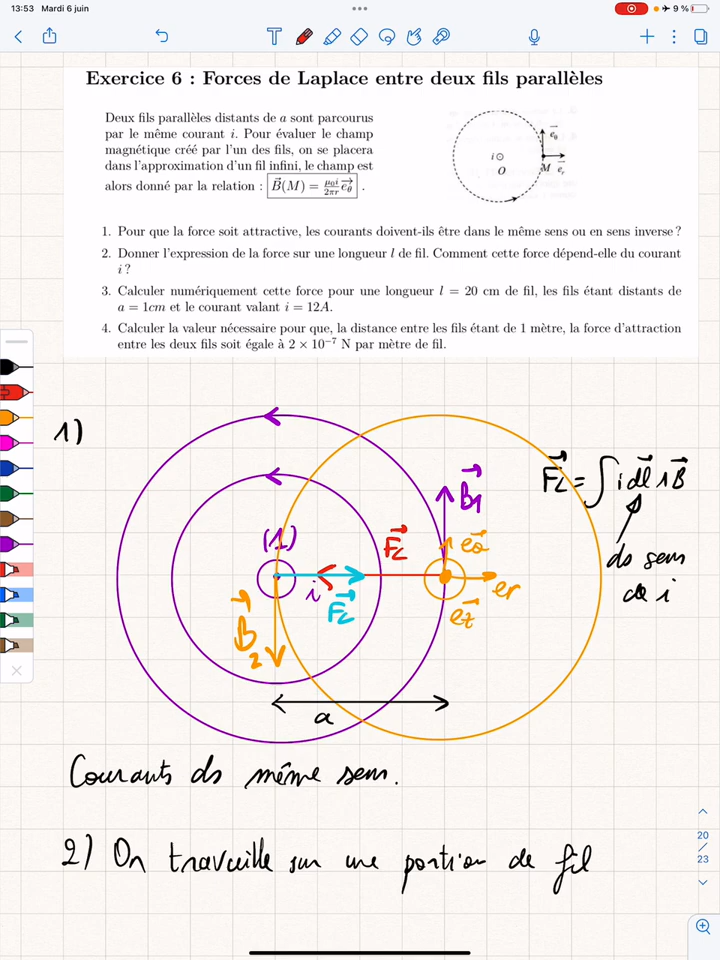 13:53 Mardi 6 juin
9 %
Exercice 6 : Forces de Laplace entre deux fils parallèles
Deux fils parallèles distants de a sont parcourus
par le même courant i. Pour évaluer le champ
magnétique créé par l'un des fils, on se placera
dans l'approximation d'un fil infini, le champ est
alors donné par la relation : B⃗(M) = μ₀i/2πr e⃗θ .
e⃗θ
i⊙
O
M e⃗r
1. Pour que la force soit attractive, les courants doivent-ils être dans le même sens ou en sens inverse ?
2. Donner l'expression de la force sur une longueur l de fil. Comment cette force dépend-elle du courant
i ?
3. Calculer numériquement cette force pour une longueur l = 20 cm de fil, les fils étant distants de
a = 1cm et le courant valant i = 12A.
4. Calculer la valeur nécessaire pour que, la distance entre les fils étant de 1 mètre, la force d'attraction
entre les deux fils soit égale à 2 × 10⁻⁷ N par mètre de fil.
1)
F⃗L = ∫ i dl⃗ ∧ B⃗
B⃗1
(1)
F⃗L
e⃗θ
ds sens
de i
i
F⃗L
er
e⃗z
B⃗2
a
Courants ds même sens.
2) On travaille sur une portion de fil
20
/
23